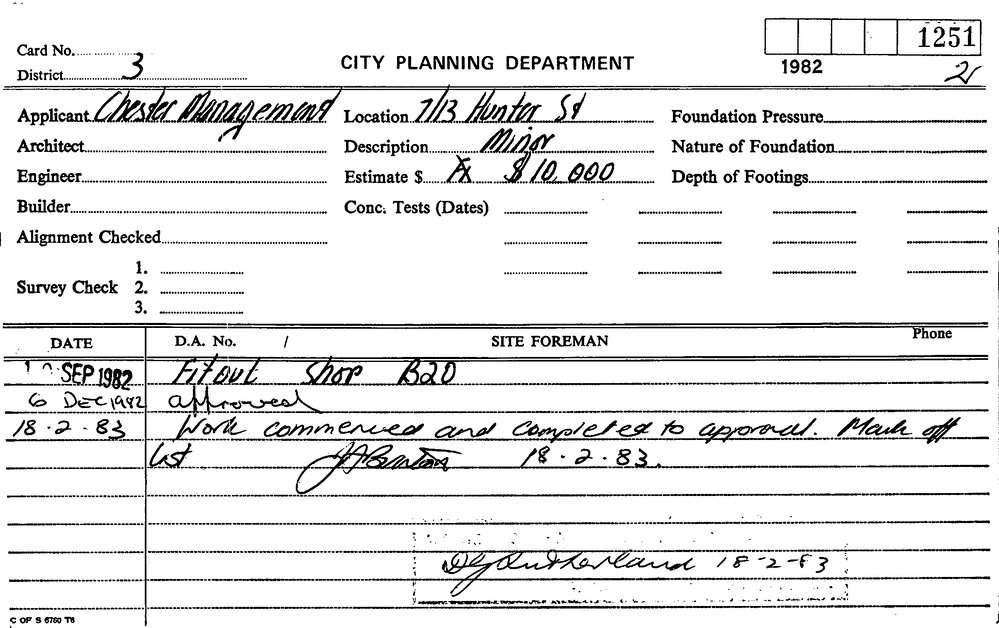 Card No. 1251
District 3 CITY PLANNING DEPARTMENT 1982 2
Applicant Chester Management Location 7/13 Hunter St Foundation Pressure
Architect Description Minor Nature of Foundation
Engineer Estimate $ $10,000 Depth of Footings
Builder Conc. Tests (Dates)
Alignment Checked
1.
Survey Check 2.
3.
DATE D.A. No. / SITE FOREMAN Phone
SEP 1982 Fitout shop B20
6 DEC 1982 approved
18.2.83 Work commenced and completed to approval. Mark off
list 18.2.83.
Sutherland 18-2-83
C OF S 6760 T6